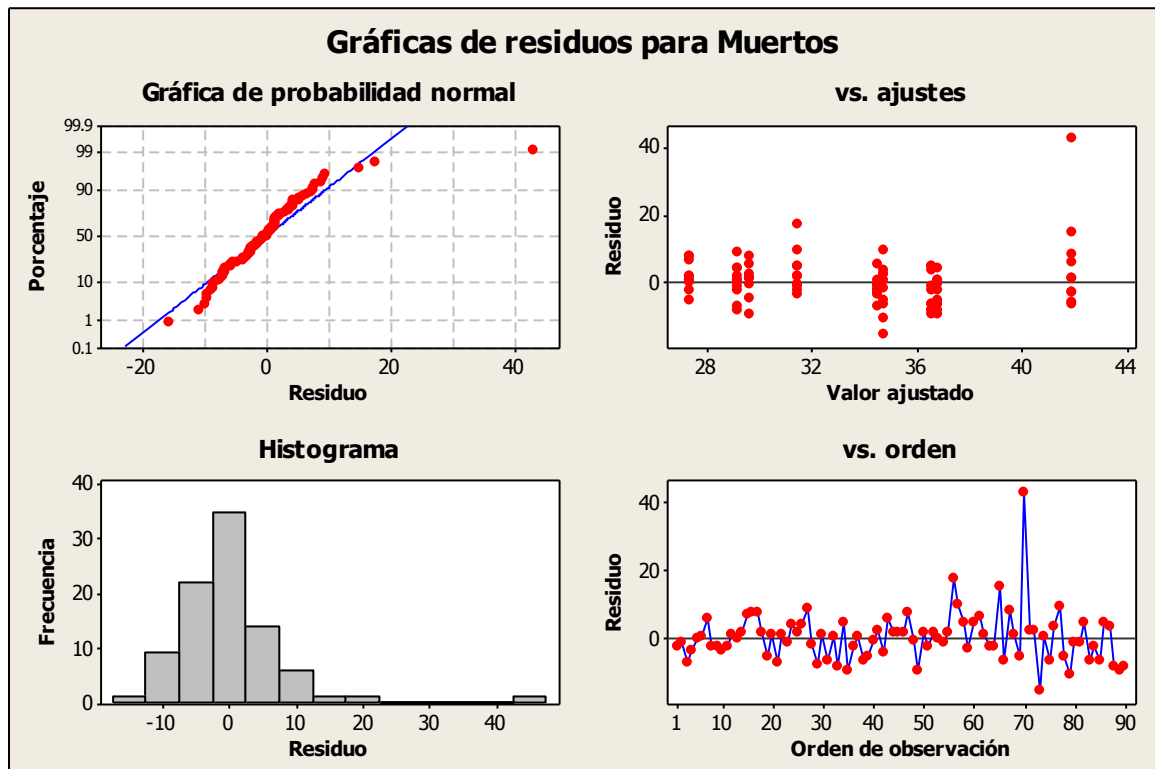 Gráficas de residuos para Muertos
Gráfica de probabilidad normal
99.9
99
90
50
10
1
0.1
Porcentaje
-20 0 20 40
Residuo
vs. ajustes
40
20
0
Residuo
28 32 36 40 44
Valor ajustado
Histograma
40
30
20
10
0
Frecuencia
-10 0 10 20 30 40
Residuo
vs. orden
40
20
0
Residuo
1 10 20 30 40 50 60 70 80 90
Orden de observación